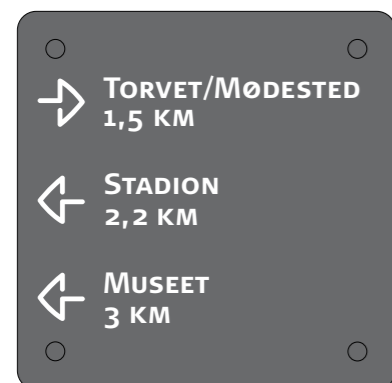 Torvet/Mødested
1,5 km
Stadion
2,2 km
Museet
3 km